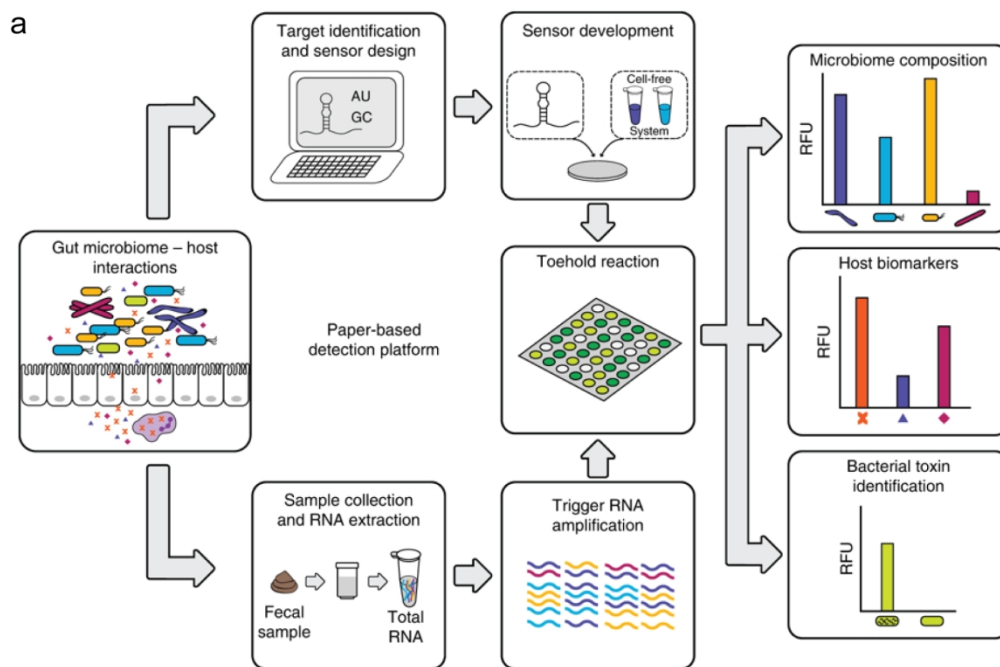 a
Target identification
and sensor design
AU
GC
Sensor development
Cell-free
System
Microbiome composition
RFU
Gut microbiome – host
interactions
Paper-based
detection platform
Toehold reaction
Host biomarkers
RFU
Sample collection
and RNA extraction
Fecal
sample
Total
RNA
Trigger RNA
amplification
Bacterial toxin
identification
RFU